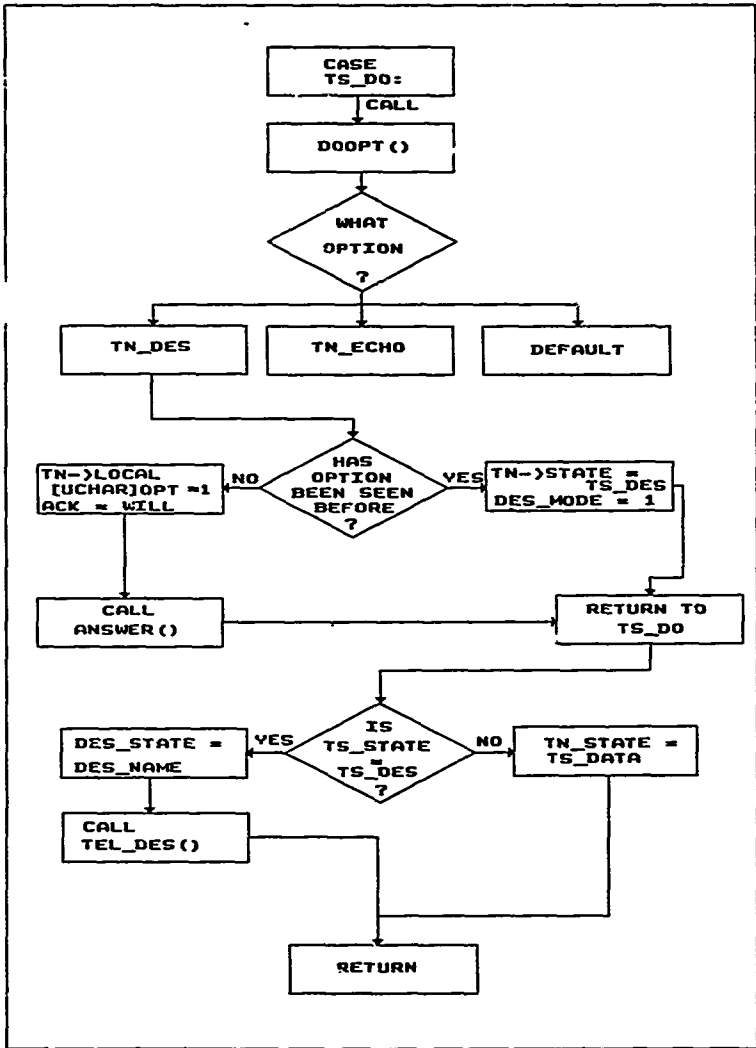 CASE
TS_DO:
CALL
DOOPT()
WHAT
OPTION
?
TN_DES
TN_ECHO
DEFAULT
HAS
OPTION
BEEN SEEN
BEFORE
?
NO
YES
TN->LOCAL
[UCHAR]OPT =1
ACK = WILL
TN->STATE =
TS_DES
DES_MODE = 1
CALL
ANSWER()
RETURN TO
TS_DO
IS
TS_STATE
=
TS_DES
?
YES
NO
DES_STATE =
DES_NAME
TN_STATE =
TS_DATA
CALL
TEL_DES()
RETURN